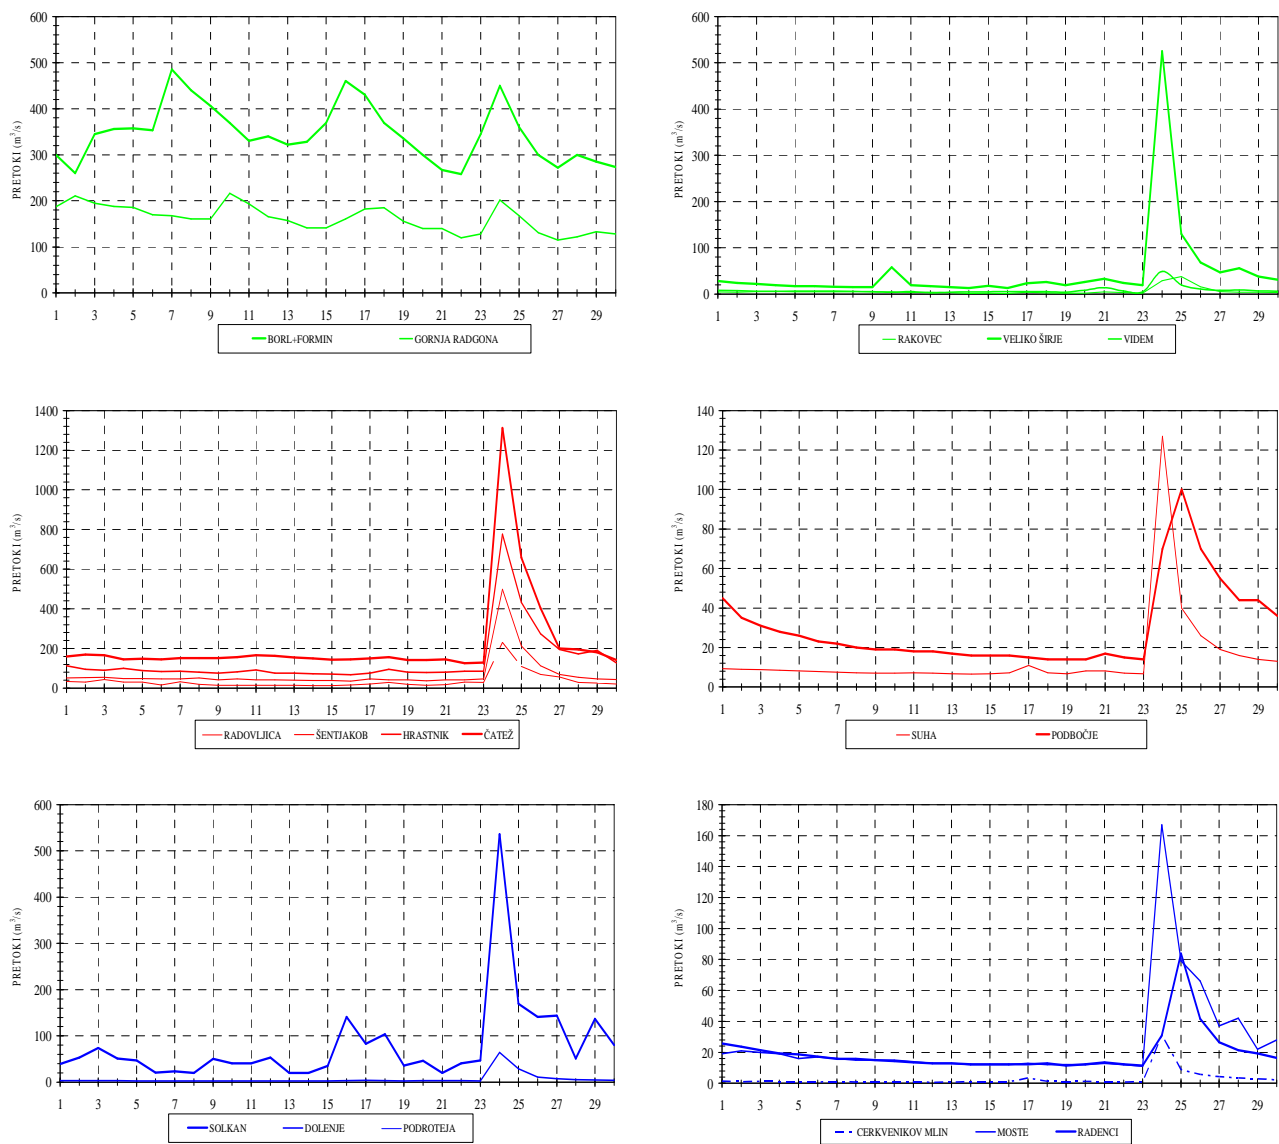 600
500
400
300
200
100
0
PRETOKI (m³/s)
1 3 5 7 9 11 13 15 17 19 21 23 25 27 29
BORL+FORMIN GORNJA RADGONA
600
500
400
300
200
100
0
PRETOKI (m³/s)
1 3 5 7 9 11 13 15 17 19 21 23 25 27 29
RAKOVEC VELIKO ŠIRJE VIDEM
1400
1200
1000
800
600
400
200
0
PRETOKI (m³/s)
1 3 5 7 9 11 13 15 17 19 21 23 25 27 29
RADOVLJICA ŠENTJAKOB HRASTNIK ČATEŽ
140
120
100
80
60
40
20
0
PRETOKI (m³/s)
1 3 5 7 9 11 13 15 17 19 21 23 25 27 29
SUHA PODBOČJE
600
500
400
300
200
100
0
PRETOKI (m³/s)
1 3 5 7 9 11 13 15 17 19 21 23 25 27 29
SOLKAN DOLENJE PODROTEJA
180
160
140
120
100
80
60
40
20
0
PRETOKI (m³/s)
1 3 5 7 9 11 13 15 17 19 21 23 25 27 29
CERKVENIKOV MLIN MOSTE RADENCI